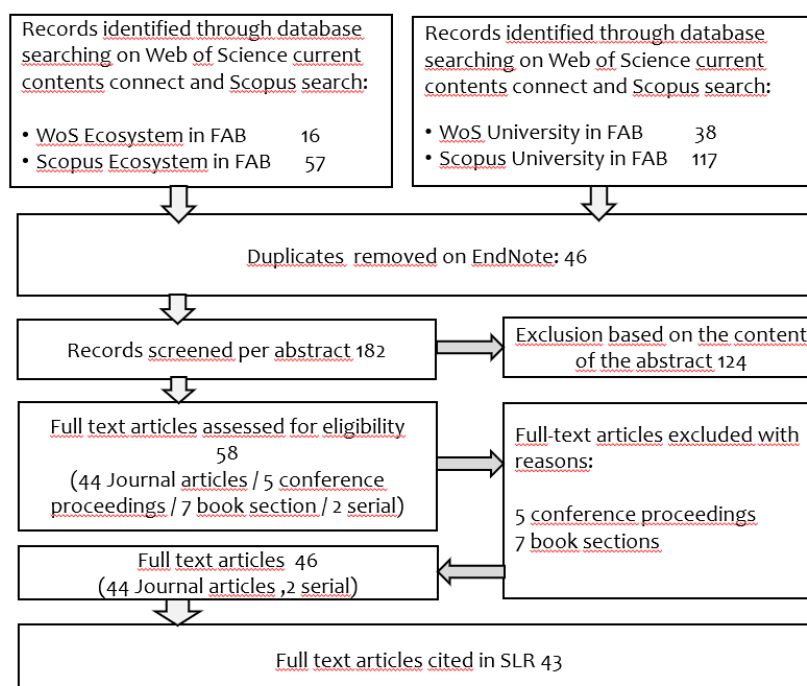 Records identified through database
searching on Web of Science current
contents connect and Scopus search:
• WoS Ecosystem in FAB 16
• Scopus Ecosystem in FAB 57
Records identified through database
searching on Web of Science current
contents connect and Scopus search:
• WoS University in FAB 38
• Scopus University in FAB 117
Duplicates removed on EndNote: 46
Records screened per abstract 182
Exclusion based on the content
of the abstract 124
Full text articles assessed for eligibility
58
(44 Journal articles / 5 conference
proceedings / 7 book section / 2 serial)
Full-text articles excluded with
reasons:
5 conference proceedings
7 book sections
Full text articles 46
(44 Journal articles ,2 serial)
Full text articles cited in SLR 43